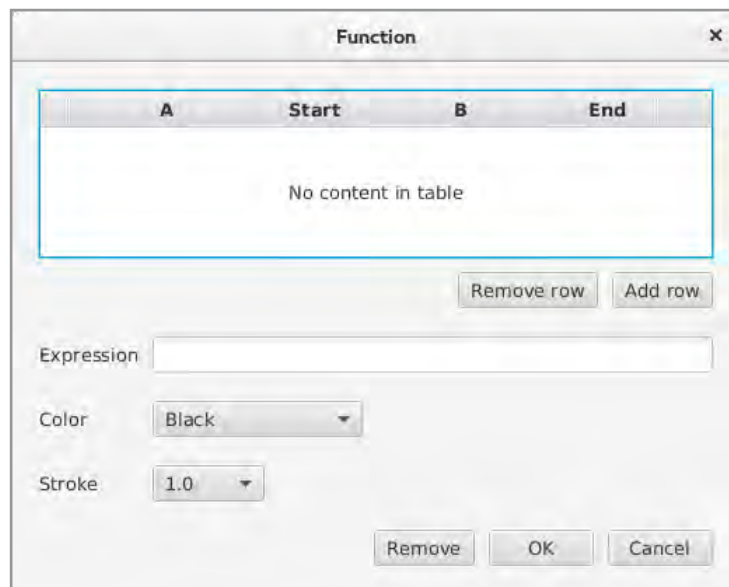 Function ×
A Start B End
No content in table
Remove row Add row
Expression
Color Black
Stroke 1.0
Remove OK Cancel